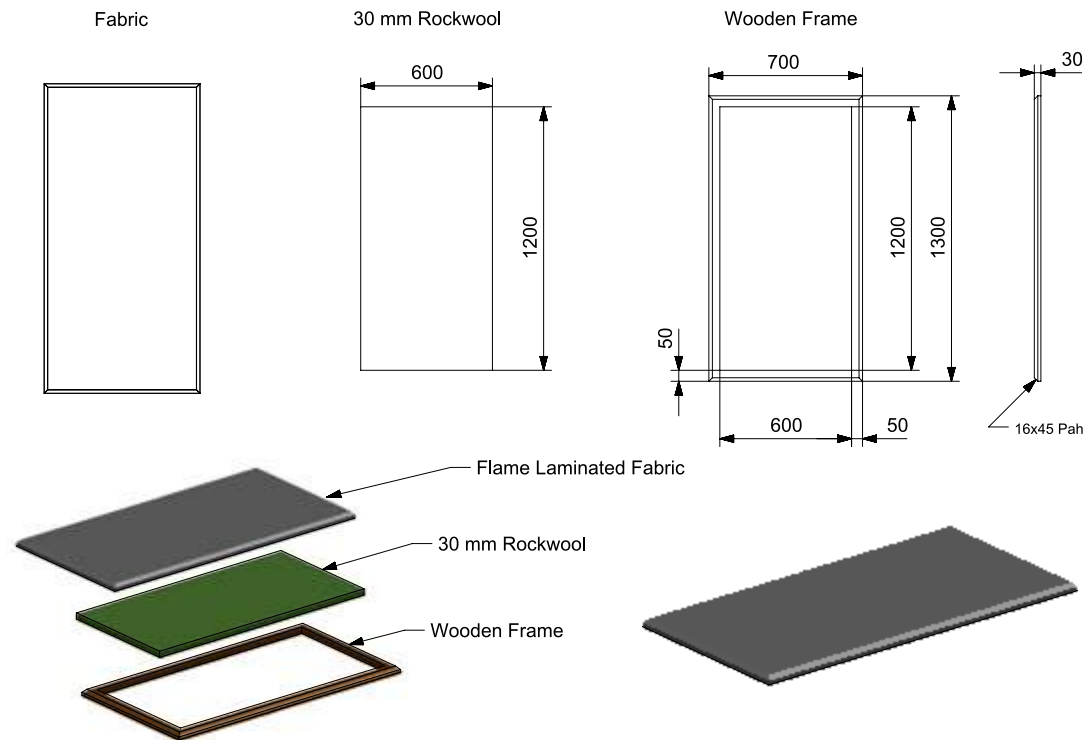 Fabric
30 mm Rockwool
Wooden Frame
600
700
30
1200
1200
1300
50
600
50
16x45 Pah
Flame Laminated Fabric
30 mm Rockwool
Wooden Frame